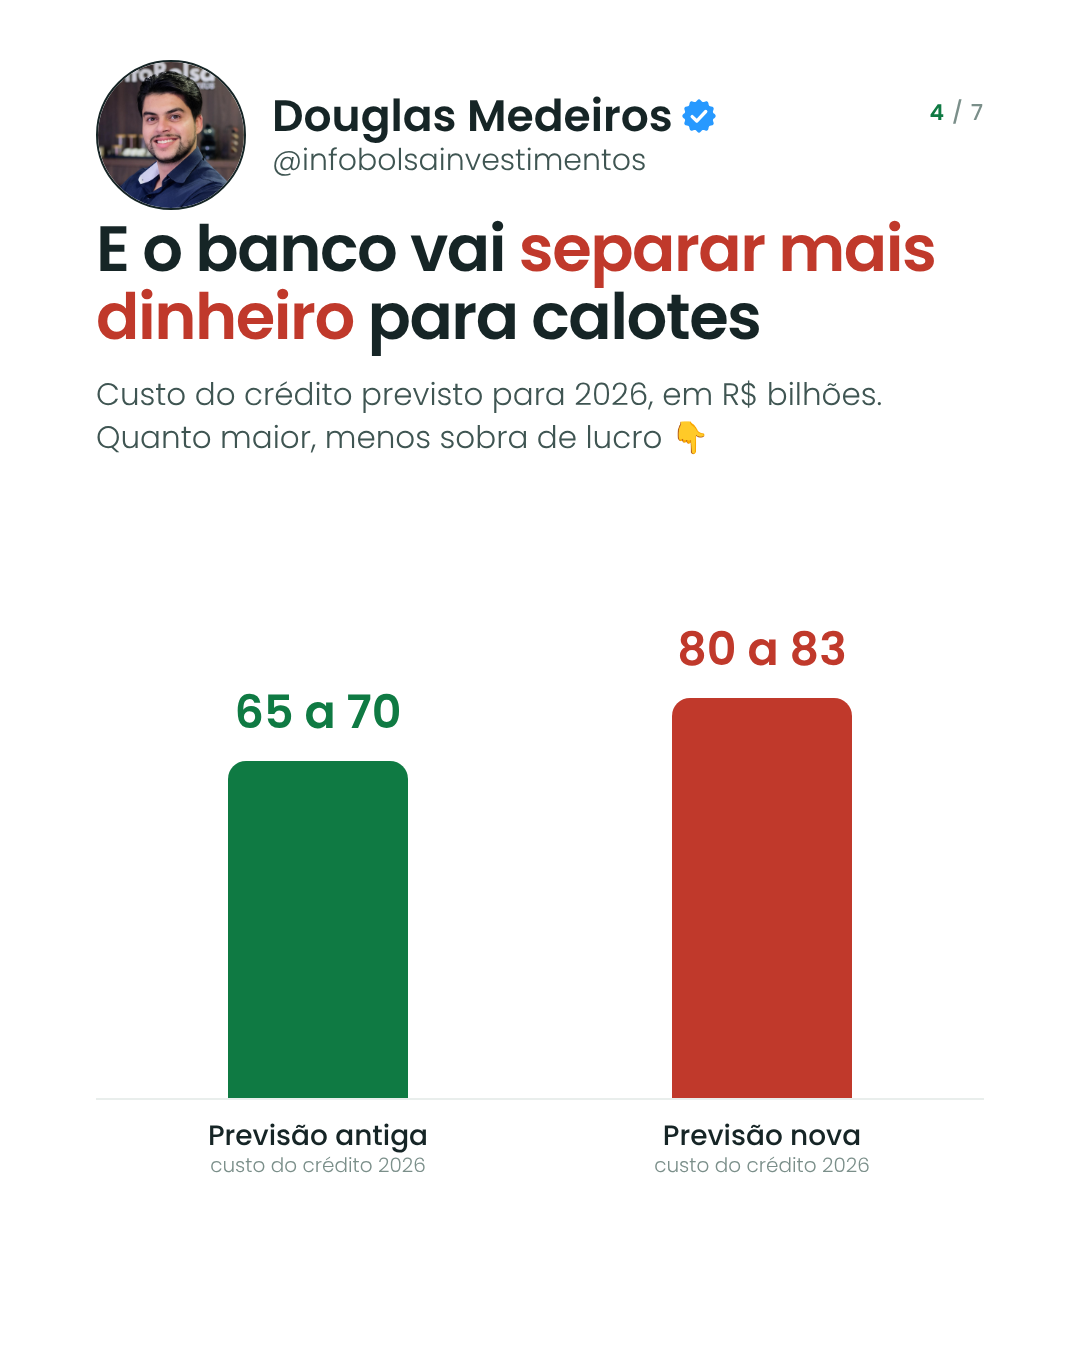 Douglas Medeiros
@infobolsainvestimentos
4 / 7
E o banco vai separar mais
dinheiro para calotes
Custo do crédito previsto para 2026, em R$ bilhões.
Quanto maior, menos sobra de lucro 👇
65 a 70
80 a 83
Previsão antiga
custo do crédito 2026
Previsão nova
custo do crédito 2026